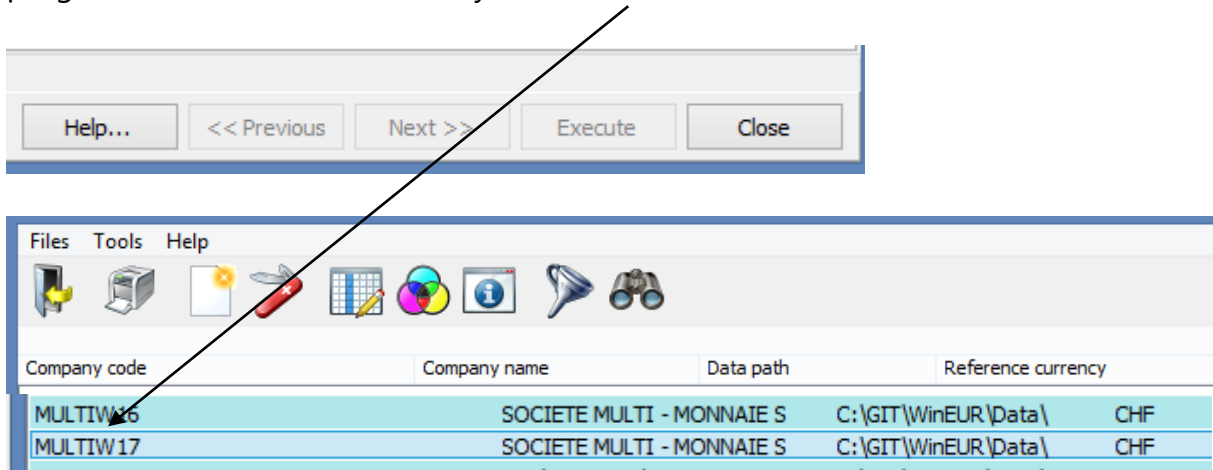 Help... << Previous Next >> Execute Close
Files Tools Help
Company code Company name Data path Reference currency
MULTIW16 SOCIETE MULTI - MONNAIE S C:\GIT\WinEUR\Data\ CHF
MULTIW17 SOCIETE MULTI - MONNAIE S C:\GIT\WinEUR\Data\ CHF